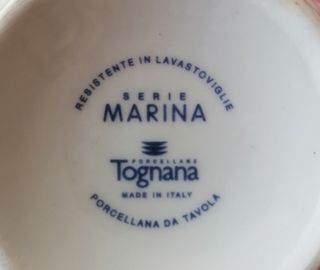 RESISTENTE IN LAVASTOVIGLIE
SERIE
MARINA
PORCELLANE
Tognana
MADE IN ITALY
PORCELLANA DA TAVOLA